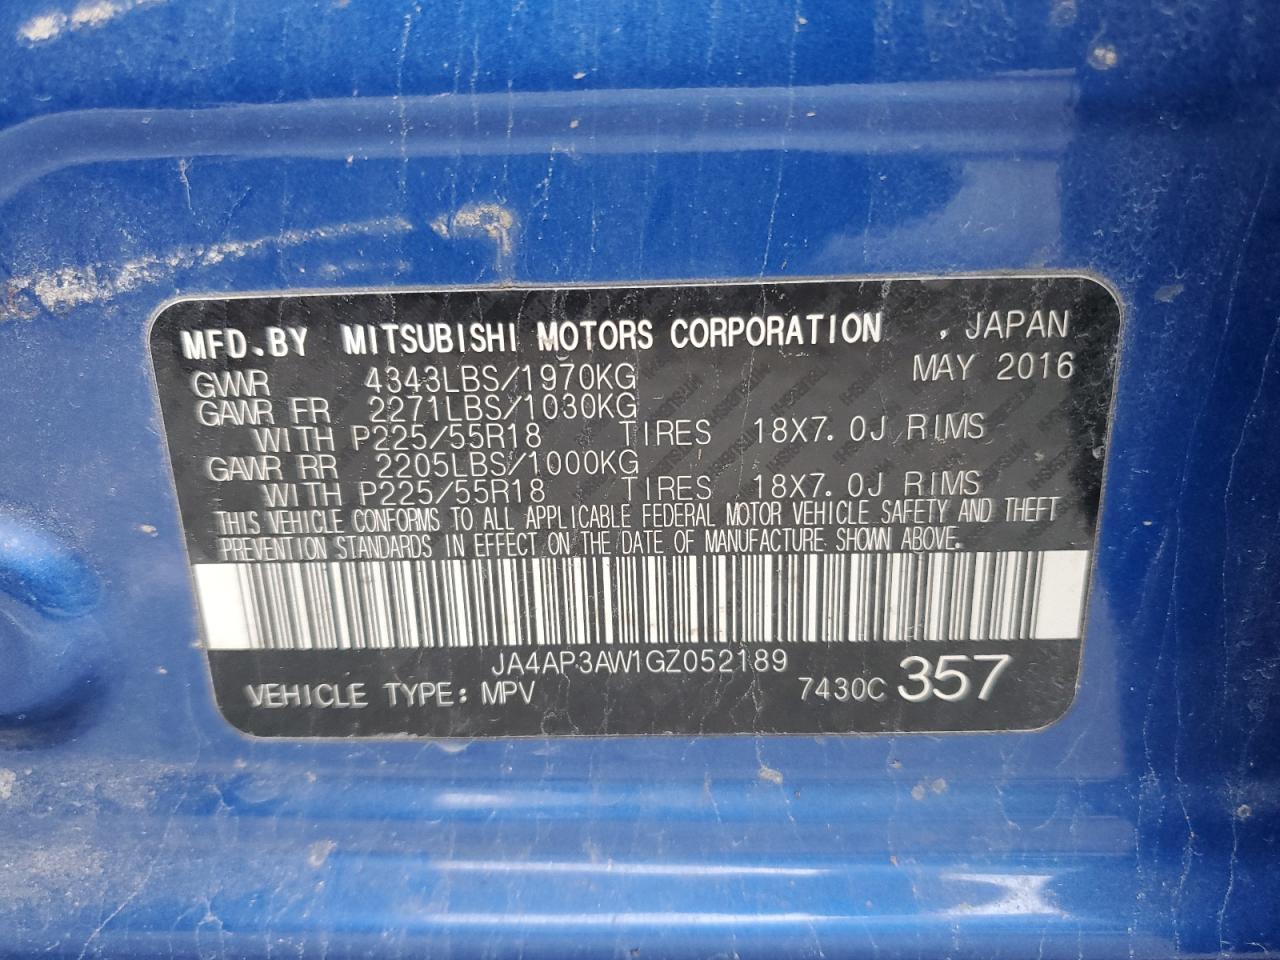 MFD.BY MITSUBISHI MOTORS CORPORATION , JAPAN
MAY 2016
GVWR 4343LBS/1970KG
GAWR FR 2271LBS/1030KG
WITH P225/55R18 TIRES 18X7.0J RIMS
GAWR RR 2205LBS/1000KG
WITH P225/55R18 TIRES 18X7.0J RIMS
THIS VEHICLE CONFORMS TO ALL APPLICABLE FEDERAL MOTOR VEHICLE SAFETY AND THEFT
PREVENTION STANDARDS IN EFFECT ON THE DATE OF MANUFACTURE SHOWN ABOVE.
JA4AP3AW1GZ052189
VEHICLE TYPE: MPV 7430C 357